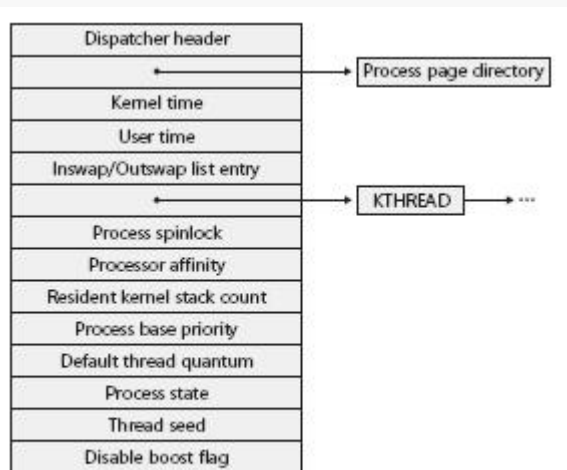 Dispatcher header
Process page directory
Kernel time
User time
Inswap/Outswap list entry
KTHREAD
...
Process spinlock
Processor affinity
Resident kernel stack count
Process base priority
Default thread quantum
Process state
Thread seed
Disable boost flag